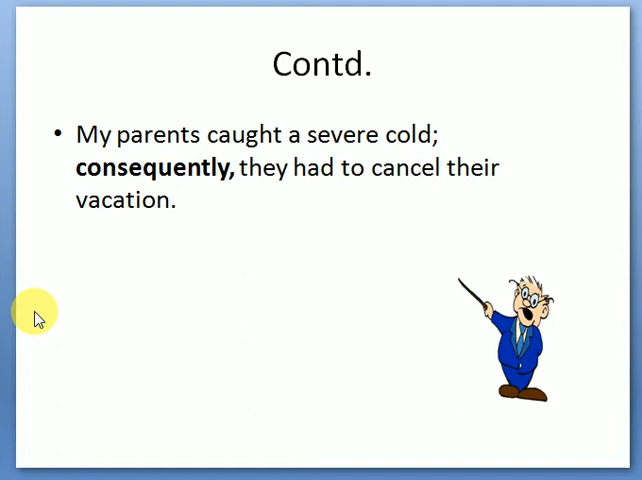 Contd.
• My parents caught a severe cold;
consequently, they had to cancel their
vacation.